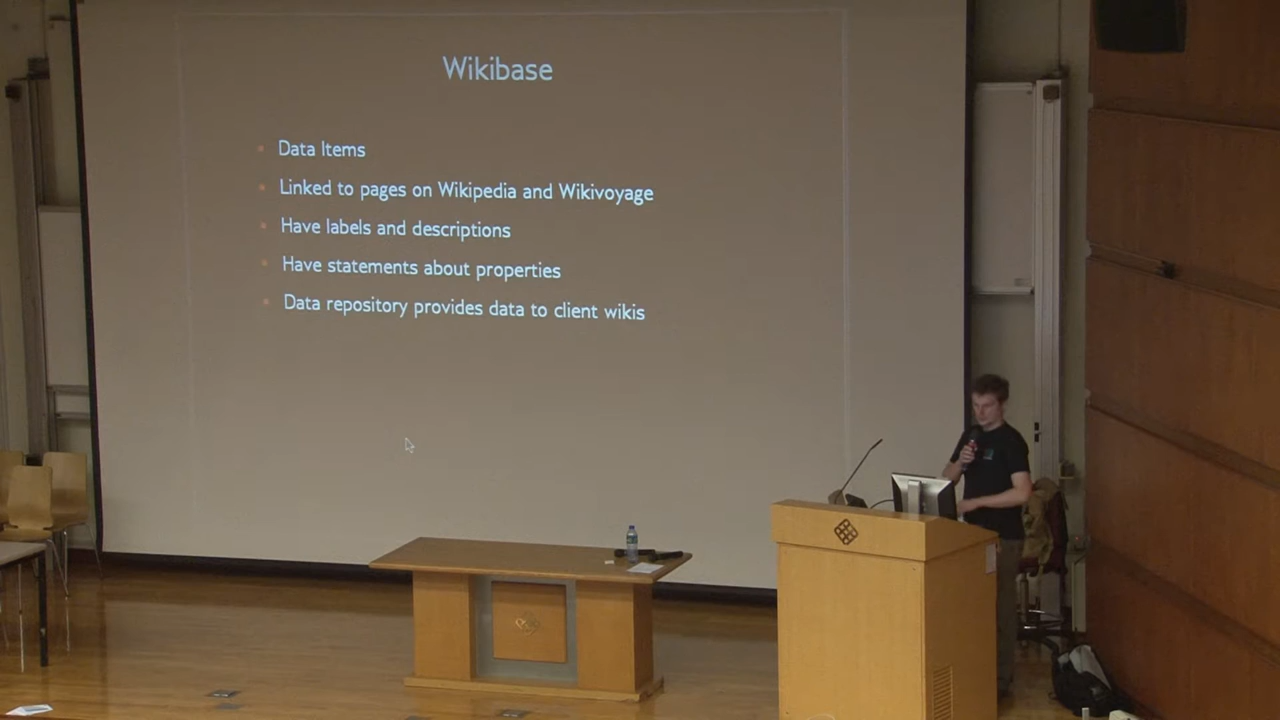 Wikibase
Data Items
Linked to pages on Wikipedia and Wikivoyage
Have labels and descriptions
Have statements about properties
Data repository provides data to client wikis